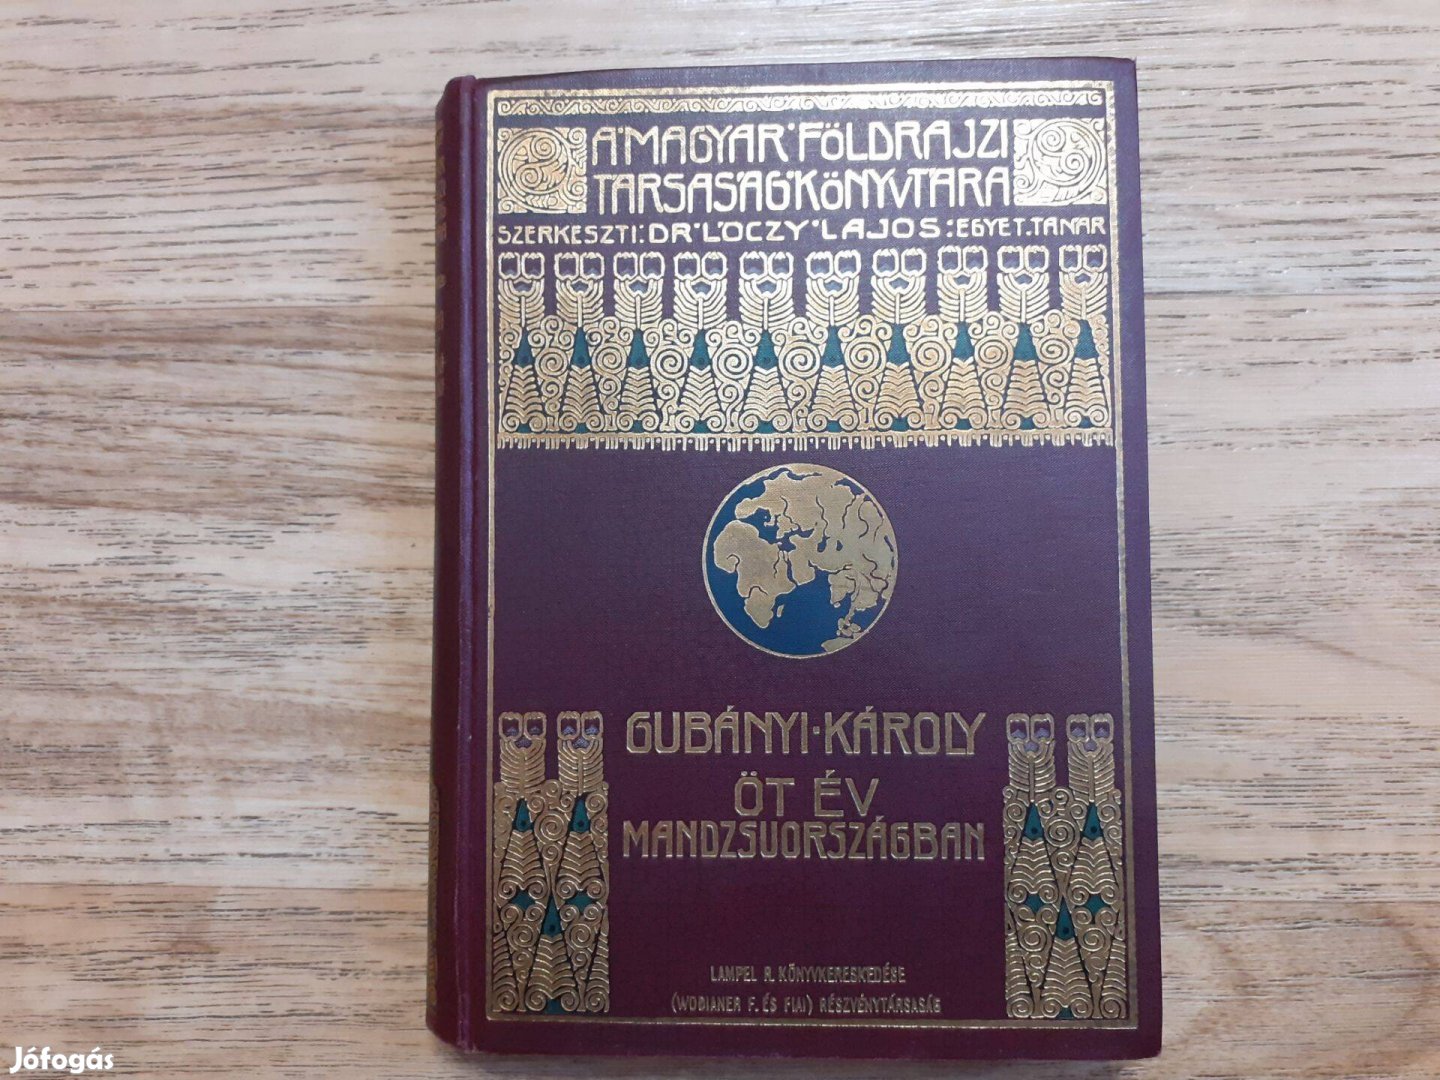 A MAGYAR FÖLDRAJZI
TÁRSASÁG KÖNYVTÁRA
SZERKESZTI: DR LÓCZY LAJOS: EGYET. TANÁR
GUBÁNYI-KÁROLY
ÖT ÉV
MANDZSUORSZÁGBAN
LAMPEL R. KÖNYVKERESKEDÉSE
(WODIANER F. ÉS FIAI) RÉSZVÉNYTÁRSASÁG
Jófogás